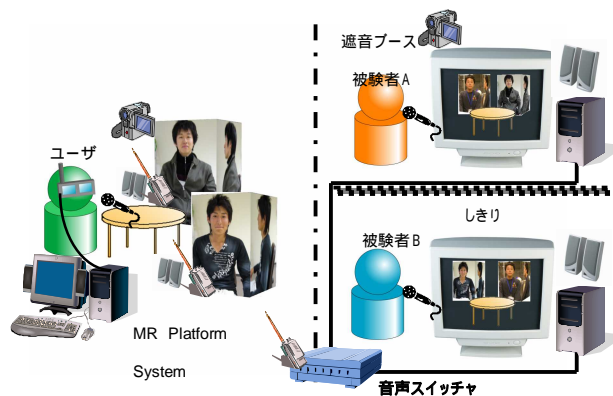 遮音ブース
被験者A
ユーザ
しきり
被験者B
MR Platform
System
音声スイッチャ